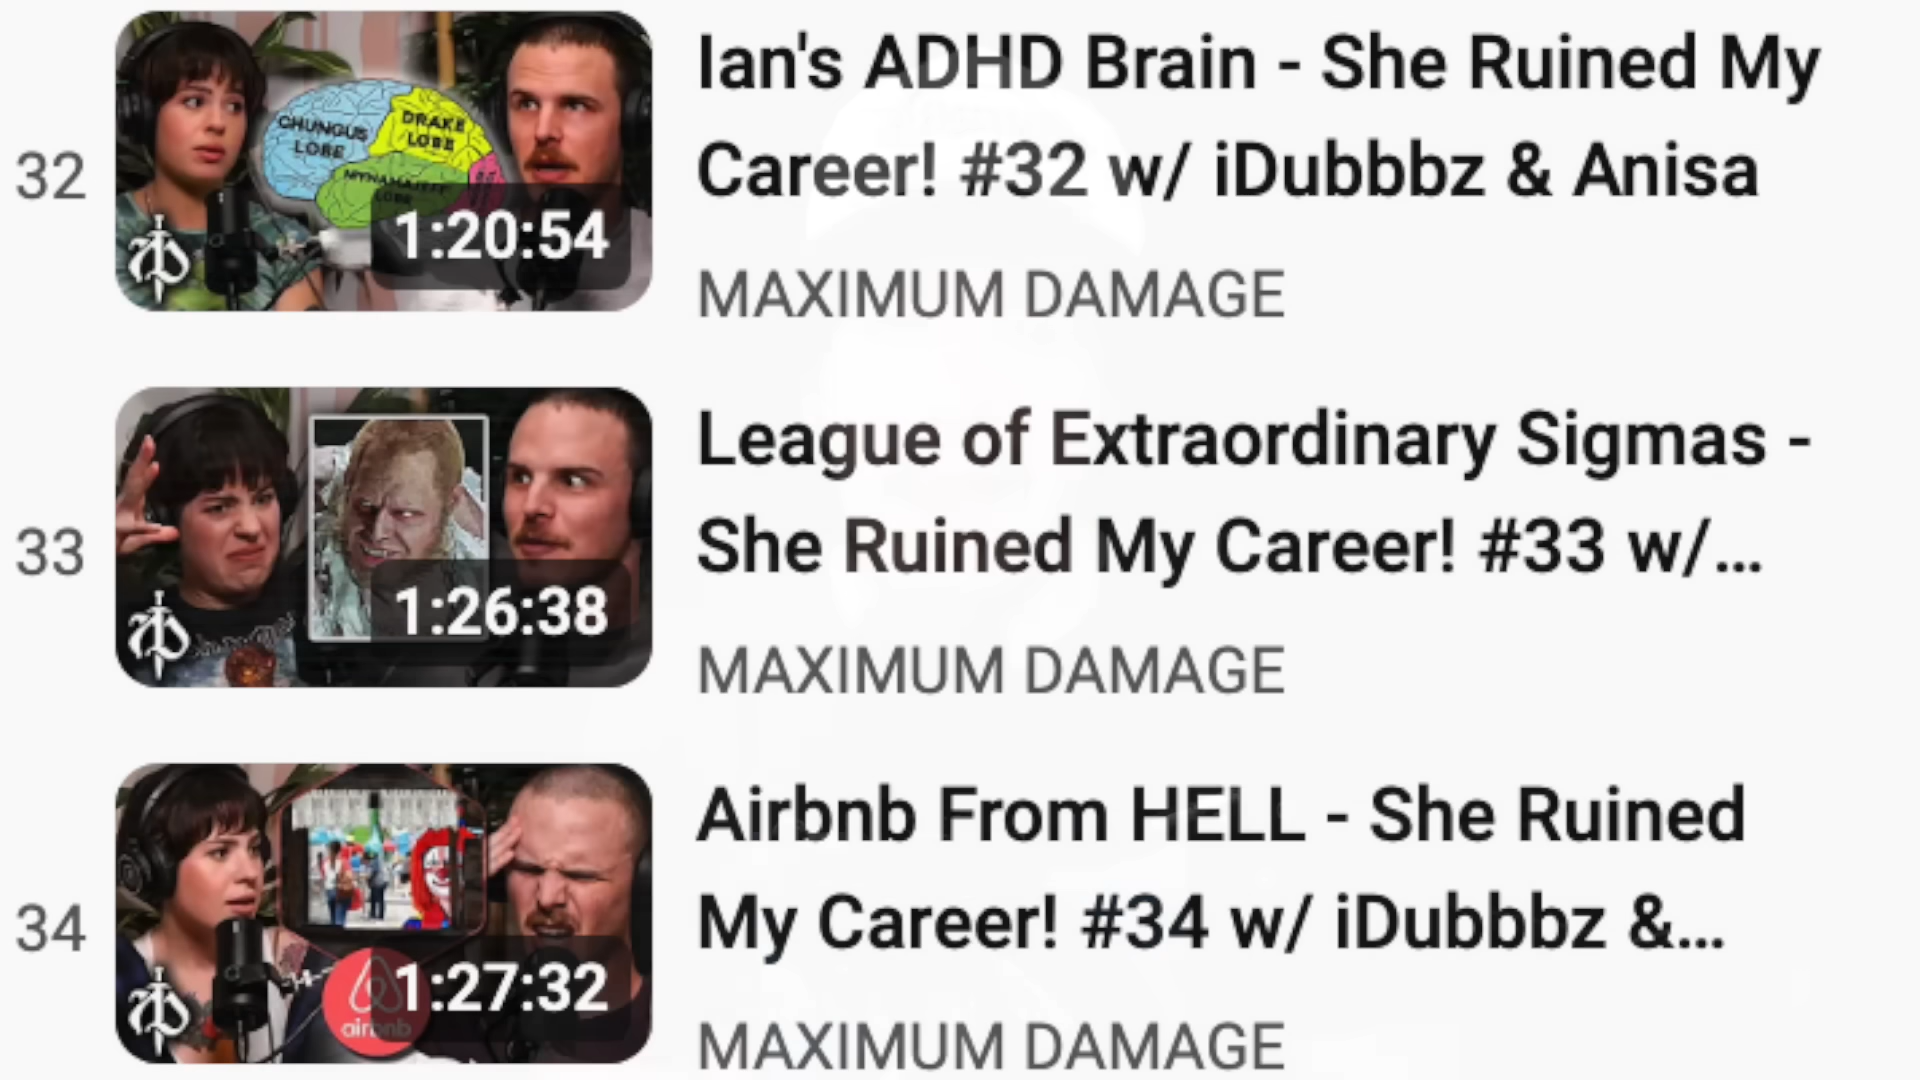 32
CHUNGUS
LOBE
DRAKE
LOBE
LOBE
1:20:54
Ian's ADHD Brain - She Ruined My
Career! #32 w/ iDubbbz & Anisa
MAXIMUM DAMAGE
33
1:26:38
League of Extraordinary Sigmas -
She Ruined My Career! #33 w/...
MAXIMUM DAMAGE
34
airbnb
1:27:32
Airbnb From HELL - She Ruined
My Career! #34 w/ iDubbbz &...
MAXIMUM DAMAGE